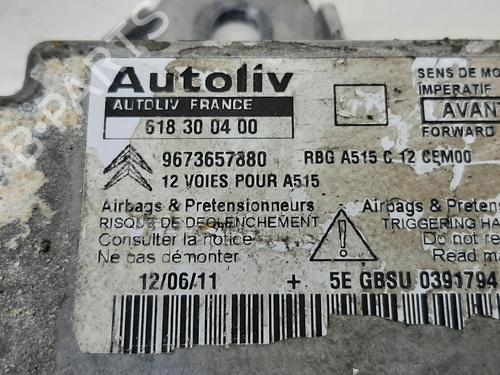 Autoliv
AUTOLIV FRANCE
618 30 04 00
SENS DE MO
IMPERATIF
AVAN
FORWARD
9673657880 RBG A515 C 12 CEM00
12 VOIES POUR A515
Airbags & Pretensionneurs
RISQUE DE DECLENCHEMENT
Consulter la notice
Ne pas démonter
Airbags & Prete
TRIGGERING HA
Do not re
Read ma
12/06/11 + 5E GBSU 0391794